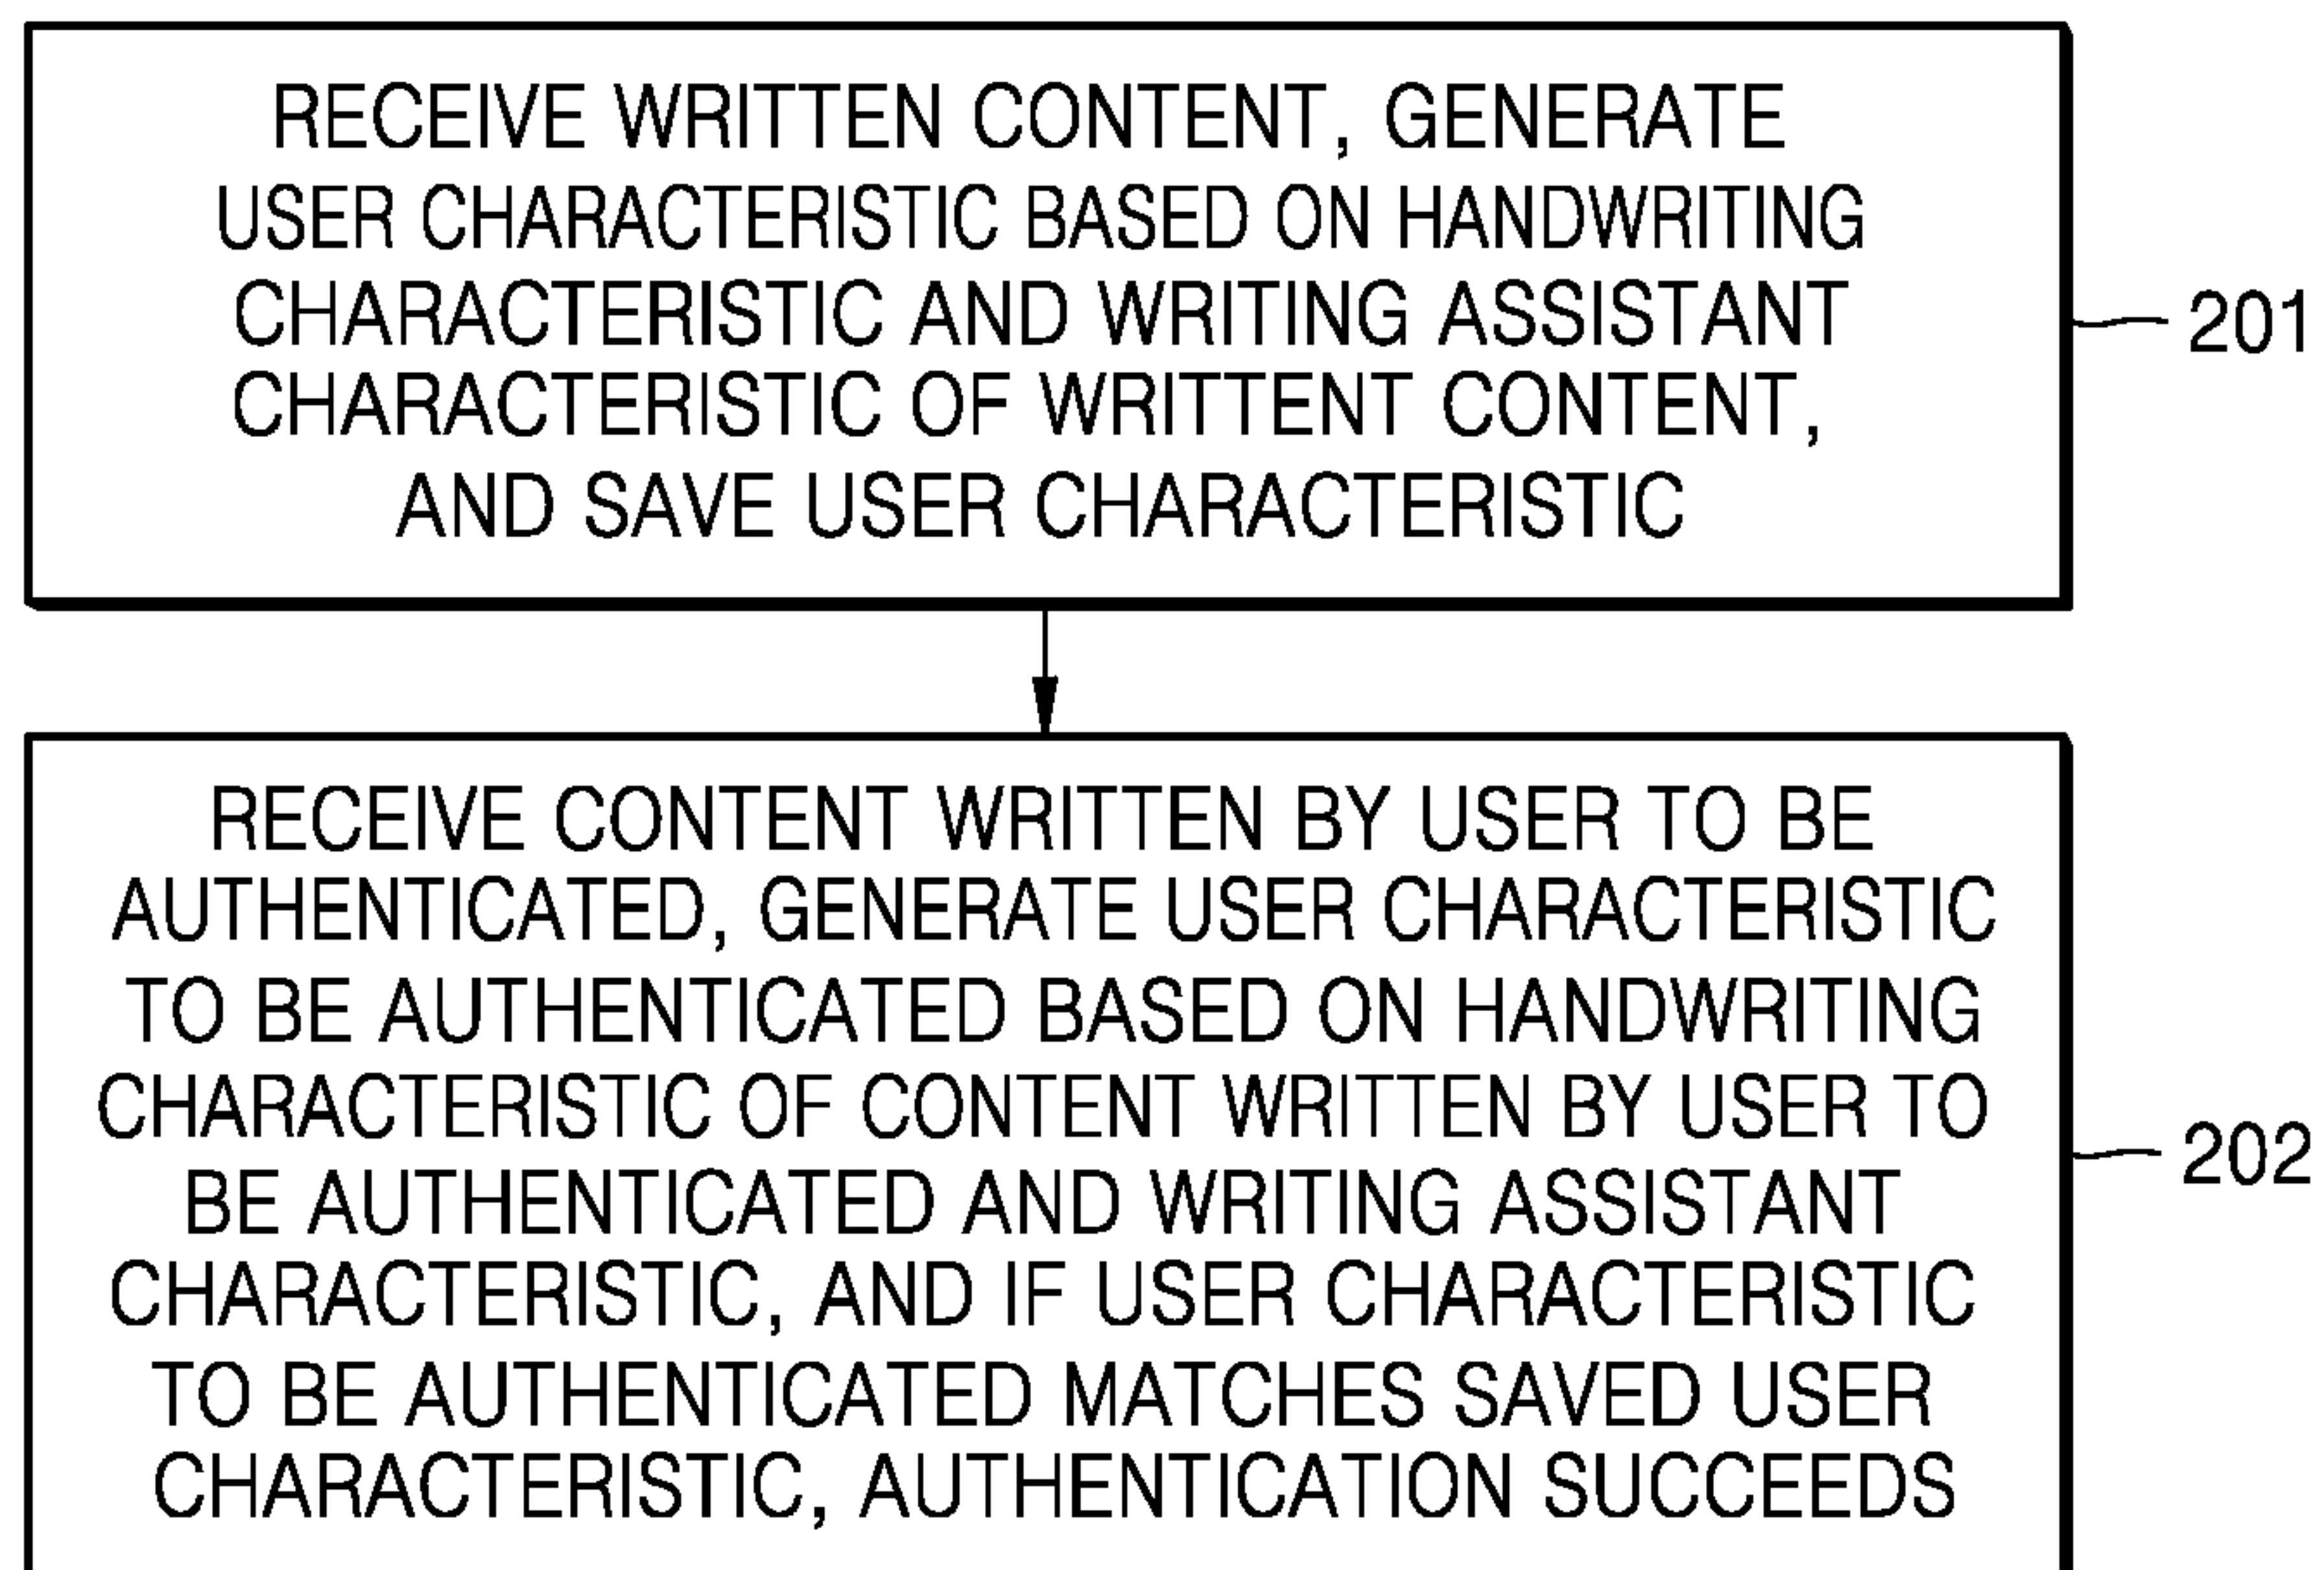 RECEIVE WRITTEN CONTENT, GENERATE
USER CHARACTERISTIC BASED ON HANDWRITING
CHARACTERISTIC AND WRITING ASSISTANT
CHARACTERISTIC OF WRITTENT CONTENT,
AND SAVE USER CHARACTERISTIC
201
RECEIVE CONTENT WRITTEN BY USER TO BE
AUTHENTICATED, GENERATE USER CHARACTERISTIC
TO BE AUTHENTICATED BASED ON HANDWRITING
CHARACTERISTIC OF CONTENT WRITTEN BY USER TO
BE AUTHENTICATED AND WRITING ASSISTANT
CHARACTERISTIC, AND IF USER CHARACTERISTIC
TO BE AUTHENTICATED MATCHES SAVED USER
CHARACTERISTIC, AUTHENTICATION SUCCEEDS
202